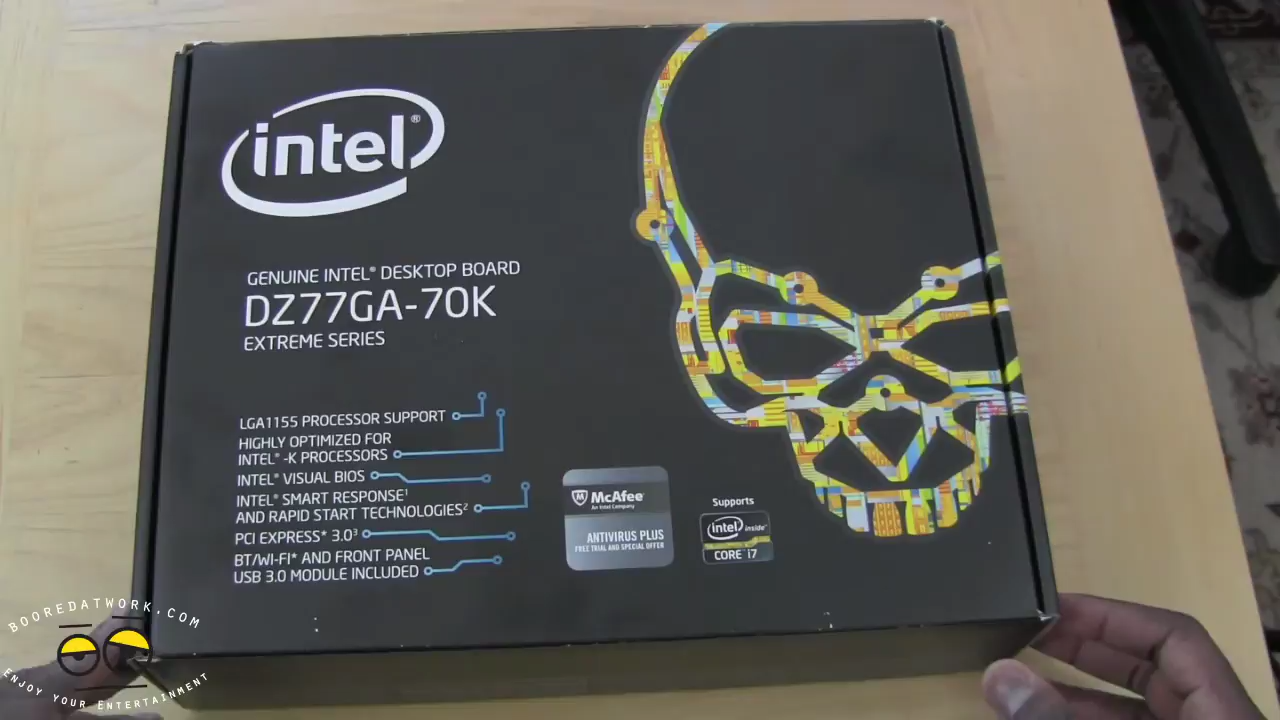 intel®
GENUINE INTEL® DESKTOP BOARD
DZ77GA-70K
EXTREME SERIES
LGA1155 PROCESSOR SUPPORT
HIGHLY OPTIMIZED FOR
INTEL® -K PROCESSORS
INTEL® VISUAL BIOS
INTEL® SMART RESPONSE¹
AND RAPID START TECHNOLOGIES²
PCI EXPRESS* 3.0³
BT/WI-FI* AND FRONT PANEL
USB 3.0 MODULE INCLUDED
McAfee
An Intel Company
ANTIVIRUS PLUS
FREE TRIAL AND SPECIAL OFFER
Supports
intel inside
CORE i7
BOOREDATWORK.COM
ENJOY YOUR ENTERTAINMENT